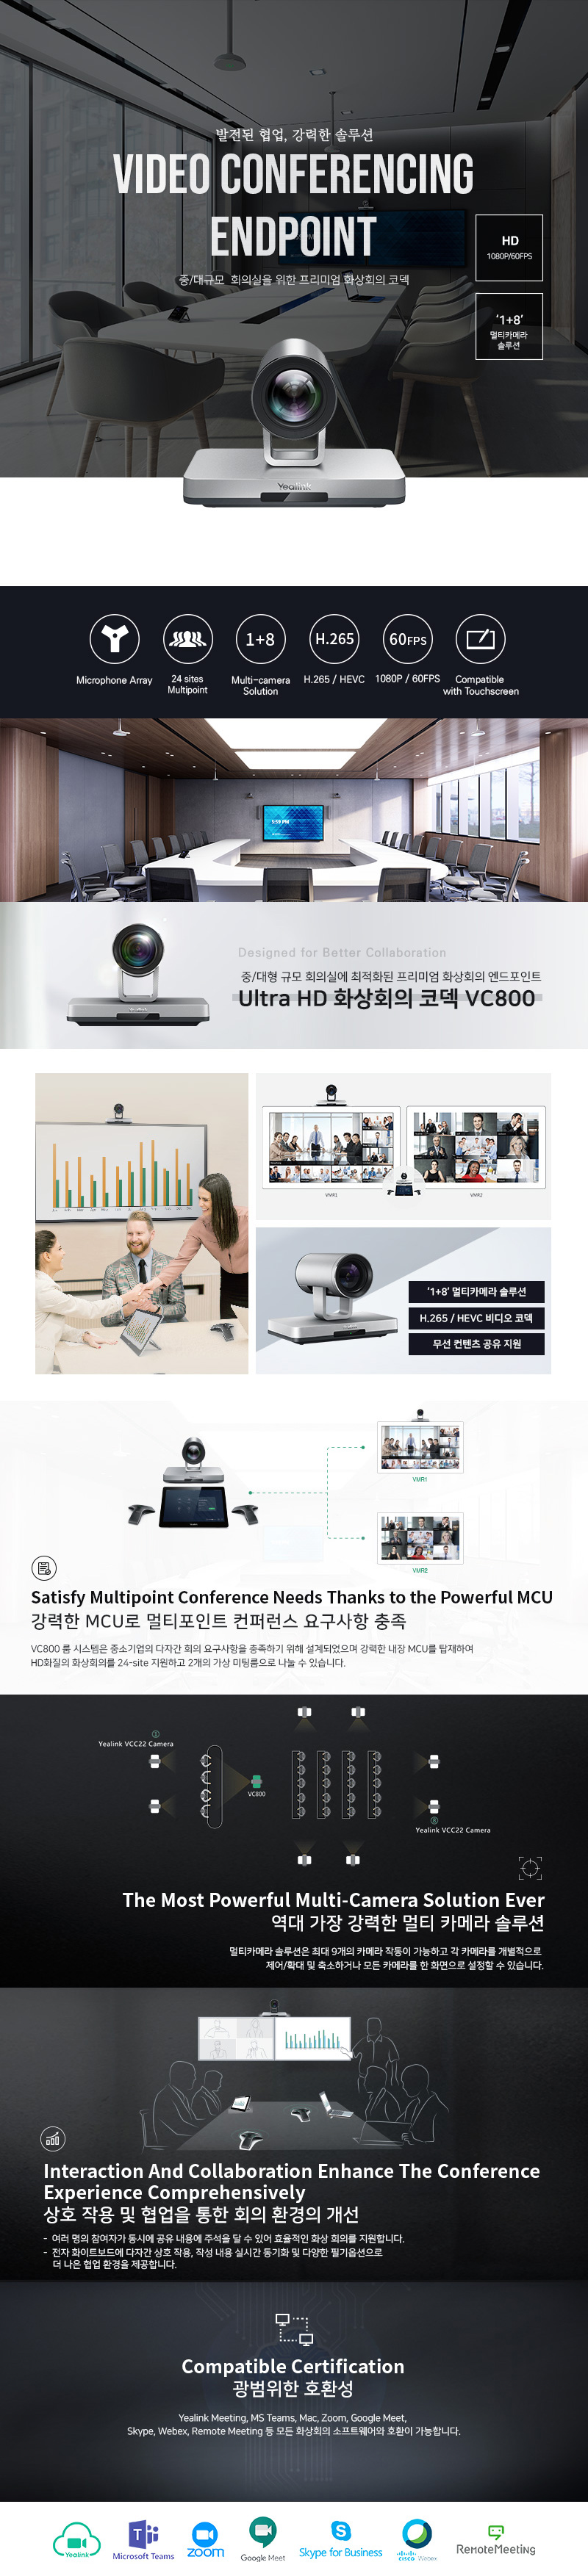 발전된 협업, 강력한 솔루션
VIDEO CONFERENCING
ENDPOINT
중/대규모 회의실을 위한 프리미엄 화상회의 코덱
HD
1080P/60FPS
'1+8'
멀티카메라
솔루션
Yealink
1+8
H.265
60FPS
Microphone Array
24 sites
Multipoint
Multi-camera
Solution
H.265 / HEVC
1080P / 60FPS
Compatible
with Touchscreen
5:59 PM
Designed for Better Collaboration
중/대형 규모 회의실에 최적화된 프리미엄 화상회의 엔드포인트
Ultra HD 화상회의 코덱 VC800
Yealink
VMR1
VMR2
'1+8' 멀티카메라 솔루션
H.265 / HEVC 비디오 코덱
무선 컨텐츠 공유 지원
VMR1
VMR2
Satisfy Multipoint Conference Needs Thanks to the Powerful MCU
강력한 MCU로 멀티포인트 컨퍼런스 요구사항 충족
VC800 룸 시스템은 중소기업의 다자간 회의 요구사항을 충족하기 위해 설계되었으며 강력한 내장 MCU를 탑재하여
HD화질의 화상회의를 24-site 지원하고 2개의 가상 미팅룸으로 나눌 수 있습니다.
①
Yealink VCC22 Camera
VC800
⑧
Yealink VCC22 Camera
The Most Powerful Multi-Camera Solution Ever
역대 가장 강력한 멀티 카메라 솔루션
멀티카메라 솔루션은 최대 9개의 카메라 작동이 가능하고 각 카메라를 개별적으로
제어/확대 및 축소하거나 모든 카메라를 한 화면으로 설정할 수 있습니다.
Interaction And Collaboration Enhance The Conference
Experience Comprehensively
상호 작용 및 협업을 통한 회의 환경의 개선
- 여러 명의 참여자가 동시에 공유 내용에 주석을 달 수 있어 효율적인 화상 회의를 지원합니다.
- 전자 화이트보드에 다자간 상호 작용, 작성 내용 실시간 동기화 및 다양한 필기옵션으로
더 나은 협업 환경을 제공합니다.
Compatible Certification
광범위한 호환성
Yealink Meeting, MS Teams, Mac, Zoom, Google Meet,
Skype, Webex, Remote Meeting 등 모든 화상회의 소프트웨어와 호환이 가능합니다.
Yealink
Microsoft Teams
zoom
Google Meet
Skype for Business
cisco Webex
RemoteMeeting